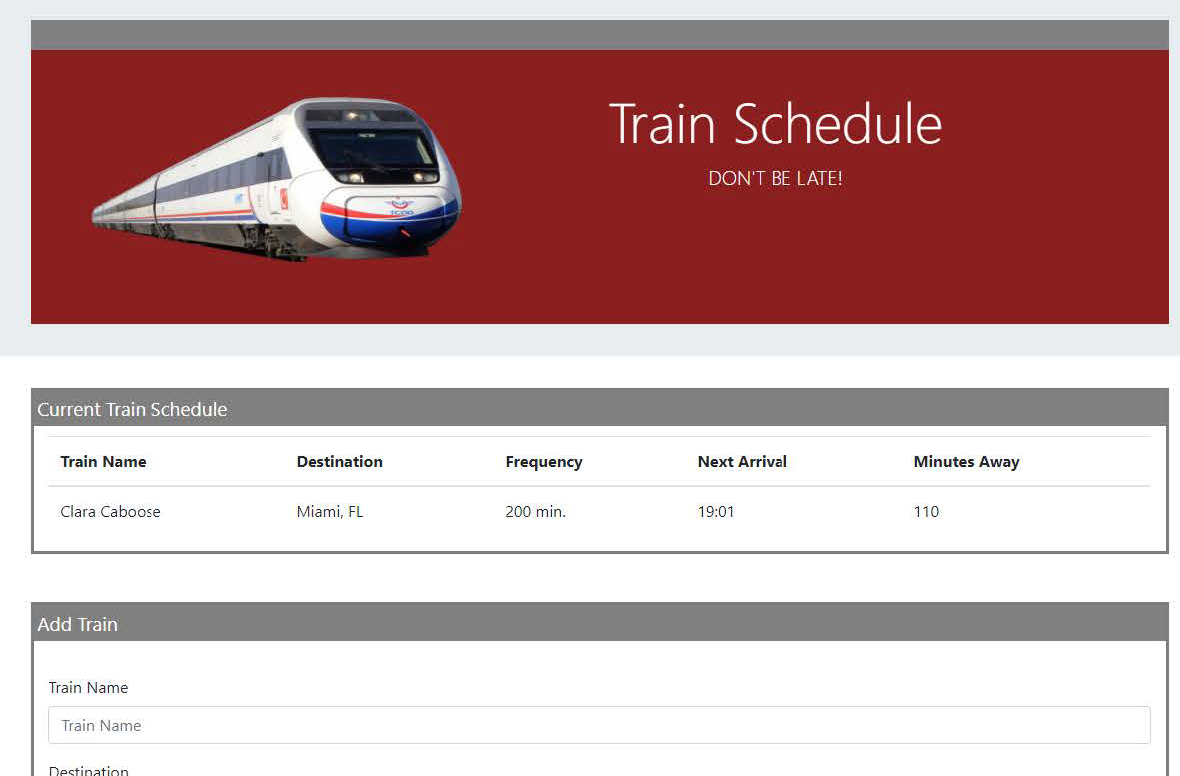 Train Schedule
DON'T BE LATE!
Current Train Schedule
Train Name Destination Frequency Next Arrival Minutes Away
Clara Caboose Miami, FL 200 min. 19:01 110
Add Train
Train Name
Train Name
Destination